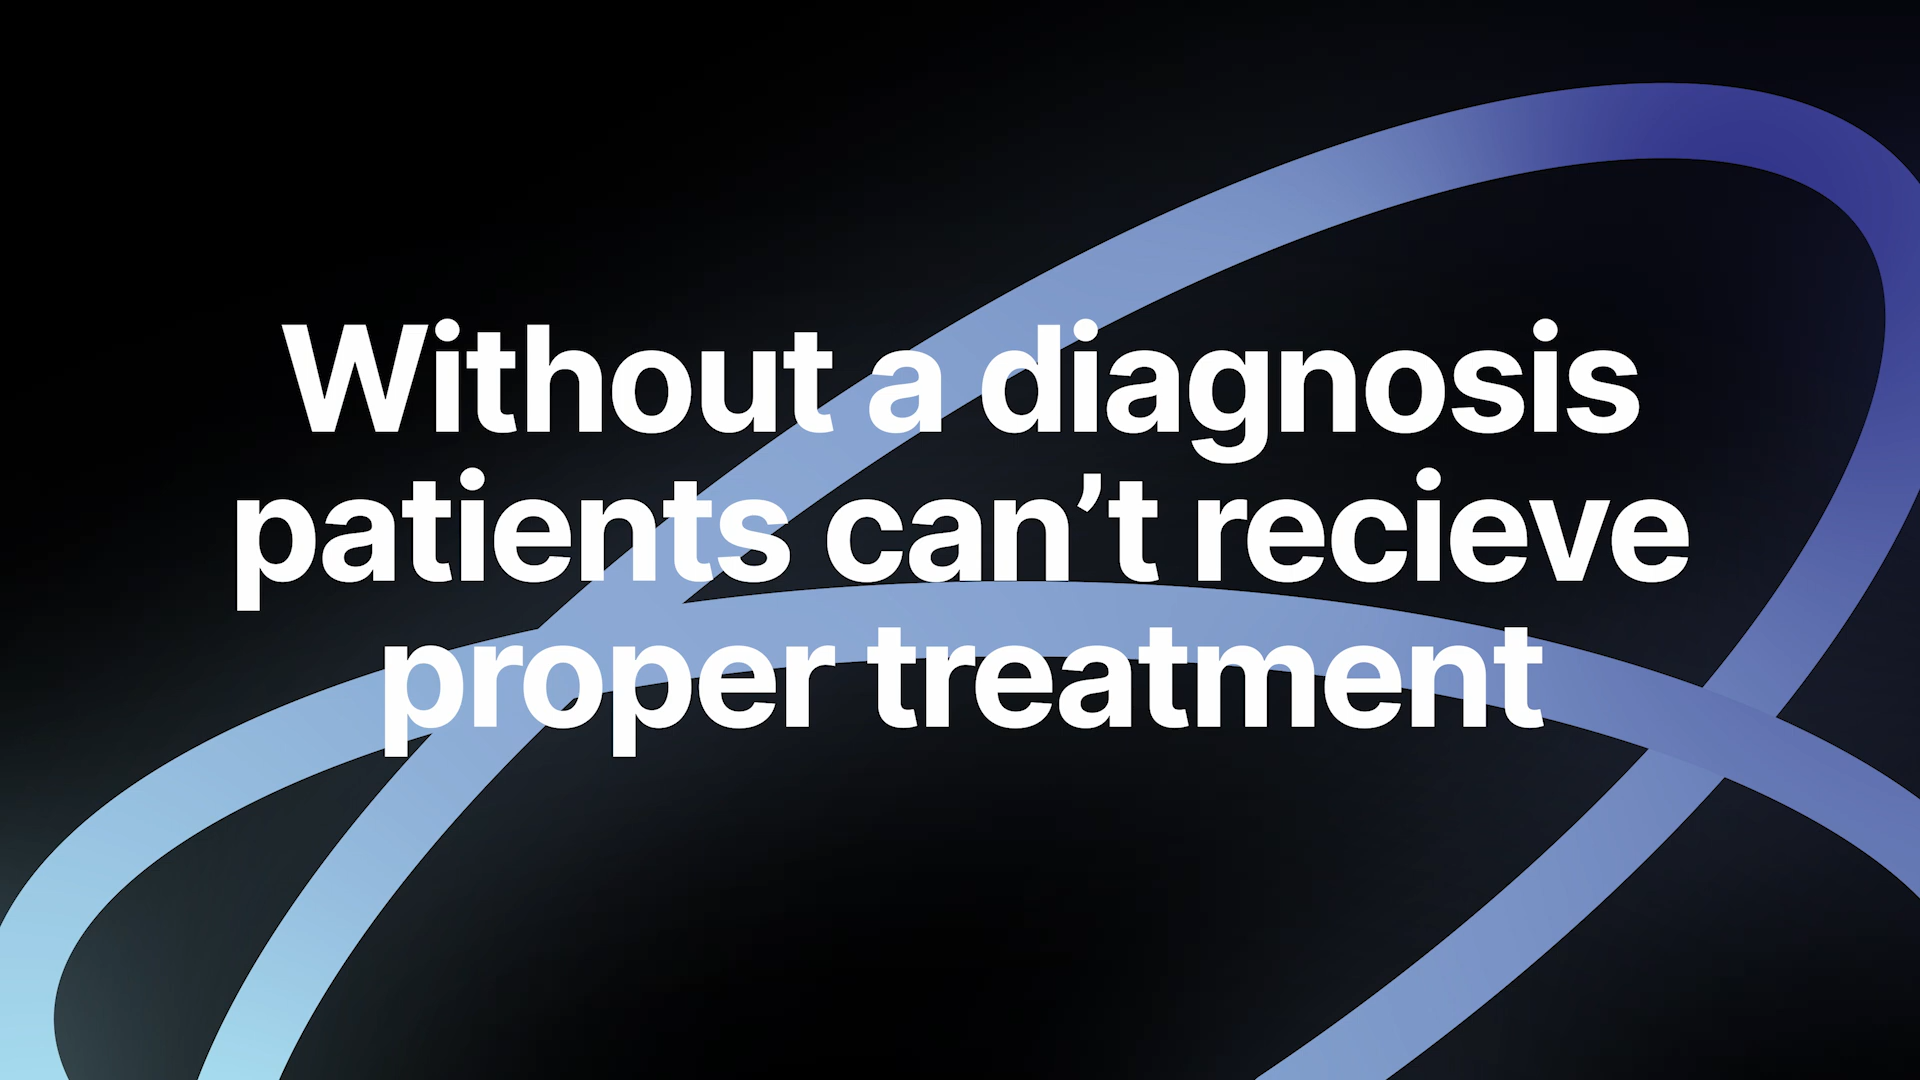 Without a diagnosis
patients can’t recieve
proper treatment